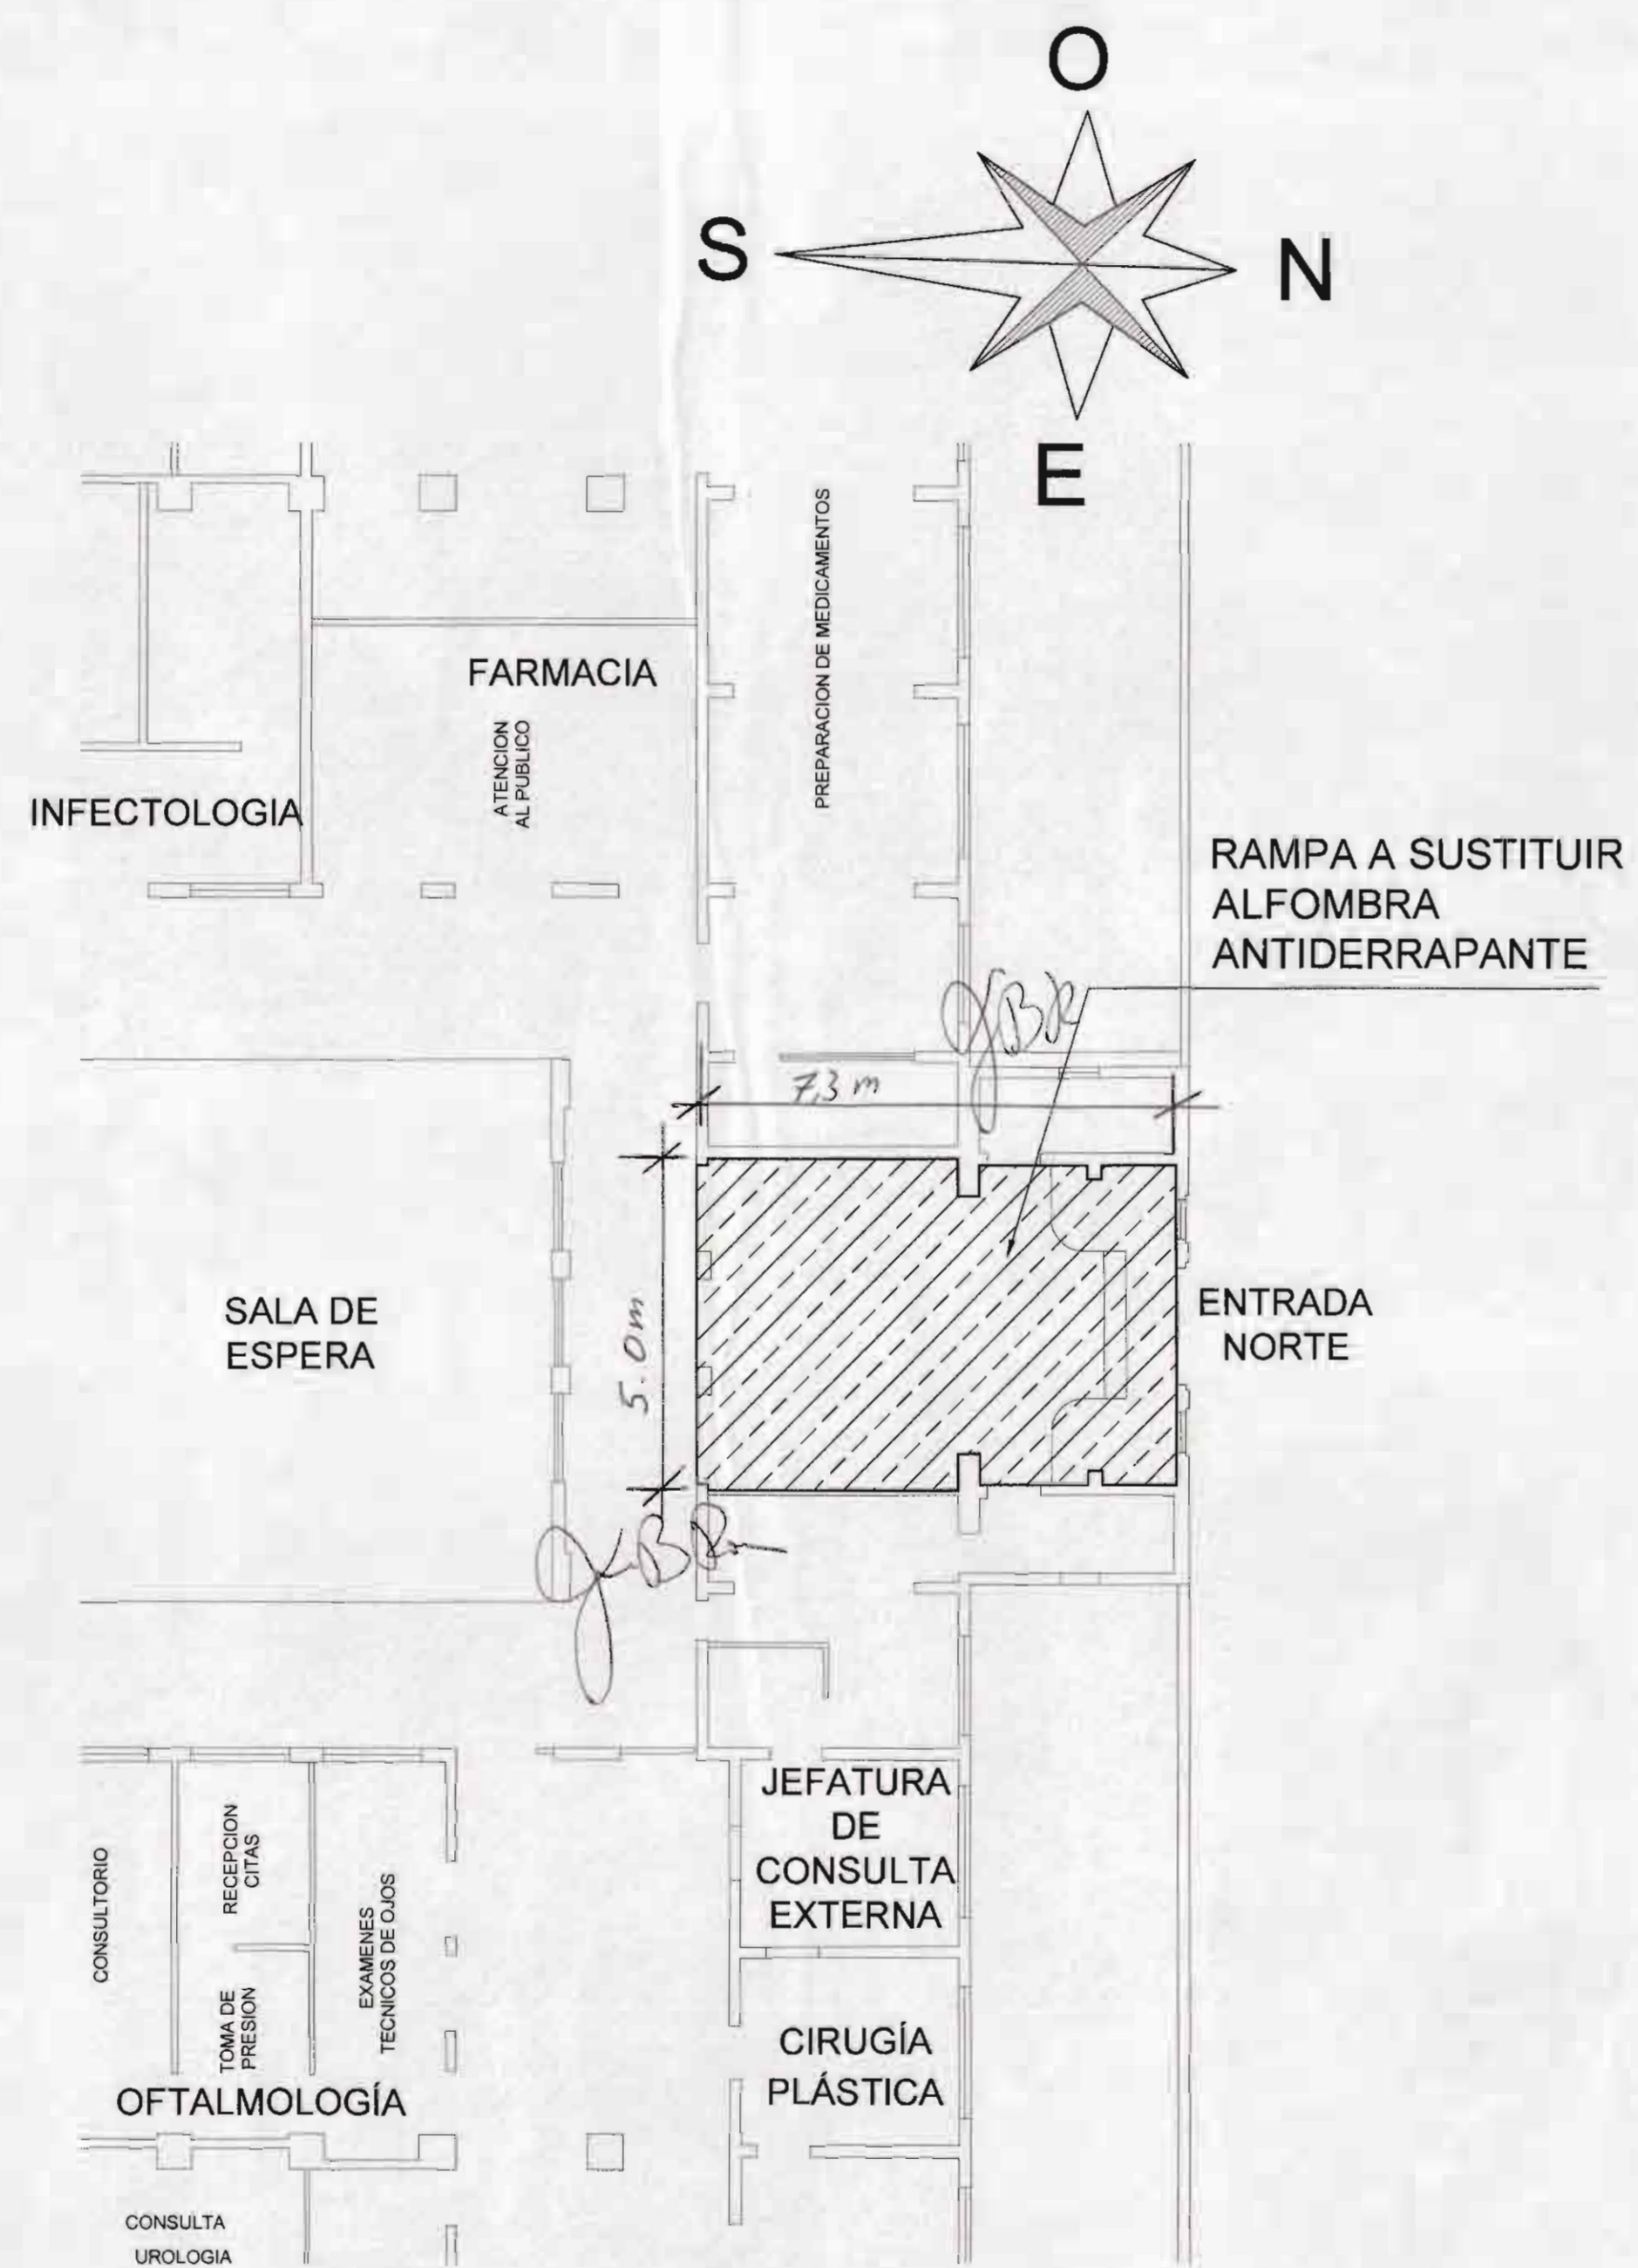 O
S
N
E
PREPARACION DE MEDICAMENTOS
FARMACIA
ATENCION
AL PUBLICO
INFECTOLOGIA
RAMPA A SUSTITUIR
ALFOMBRA
ANTIDERRAPANTE
7,3 m
5.0m
SALA DE
ESPERA
ENTRADA
NORTE
JEFATURA
DE
CONSULTA
EXTERNA
CONSULTORIO
RECEPCION
CITAS
EXAMENES
TECNICOS DE OJOS
TOMA DE
PRESION
CIRUGÍA
PLÁSTICA
OFTALMOLOGÍA
CONSULTA
UROLOGIA